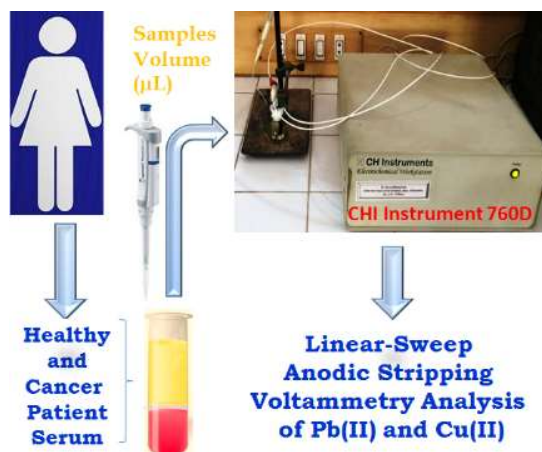 Samples
Volume
(μL)
CH Instruments
Electrochemical Workstation
CHI Instrument 760D
Healthy
and
Cancer
Patient
Serum
Linear-Sweep
Anodic Stripping
Voltammetry Analysis
of Pb(II) and Cu(II)